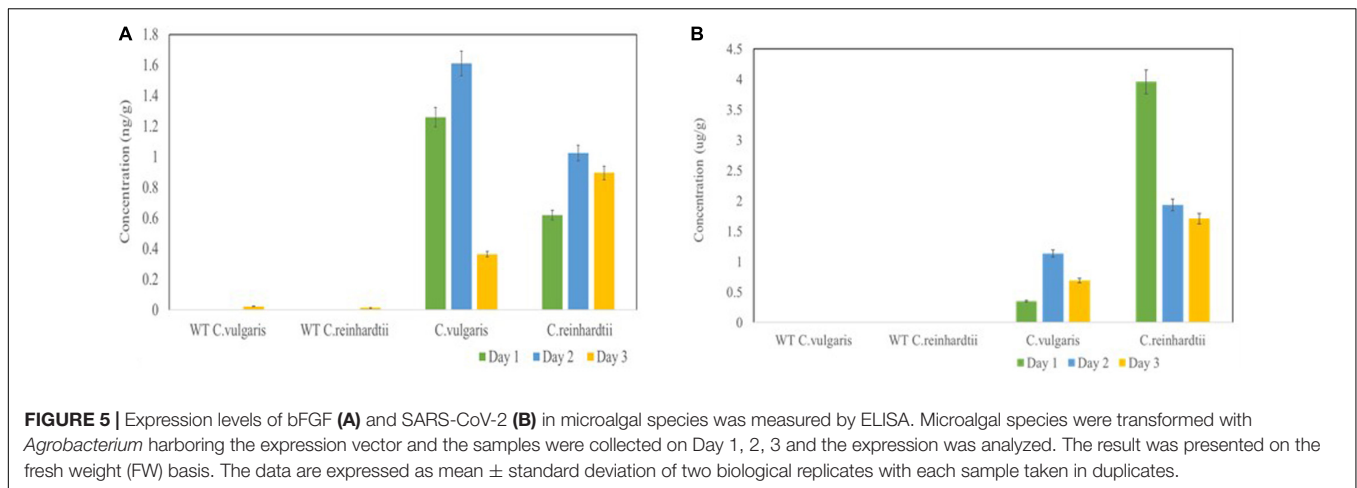 A
B
1.8
1.6
1.4
1.2
1
0.8
0.6
0.4
0.2
0
Concentration (ng/g)
WT C.vulgaris WT C.reinhardtii C.vulgaris C.reinhardtii
Day 1 Day 2 Day 3
4.5
4
3.5
3
2.5
2
1.5
1
0.5
0
Concentration (ug/g)
WT C.vulgaris WT C.reinhardtii C.vulgaris C.reinhardtii
Day 1 Day 2 Day 3
FIGURE 5 | Expression levels of bFGF (A) and SARS-CoV-2 (B) in microalgal species was measured by ELISA. Microalgal species were transformed with
Agrobacterium harboring the expression vector and the samples were collected on Day 1, 2, 3 and the expression was analyzed. The result was presented on the
fresh weight (FW) basis. The data are expressed as mean ± standard deviation of two biological replicates with each sample taken in duplicates.